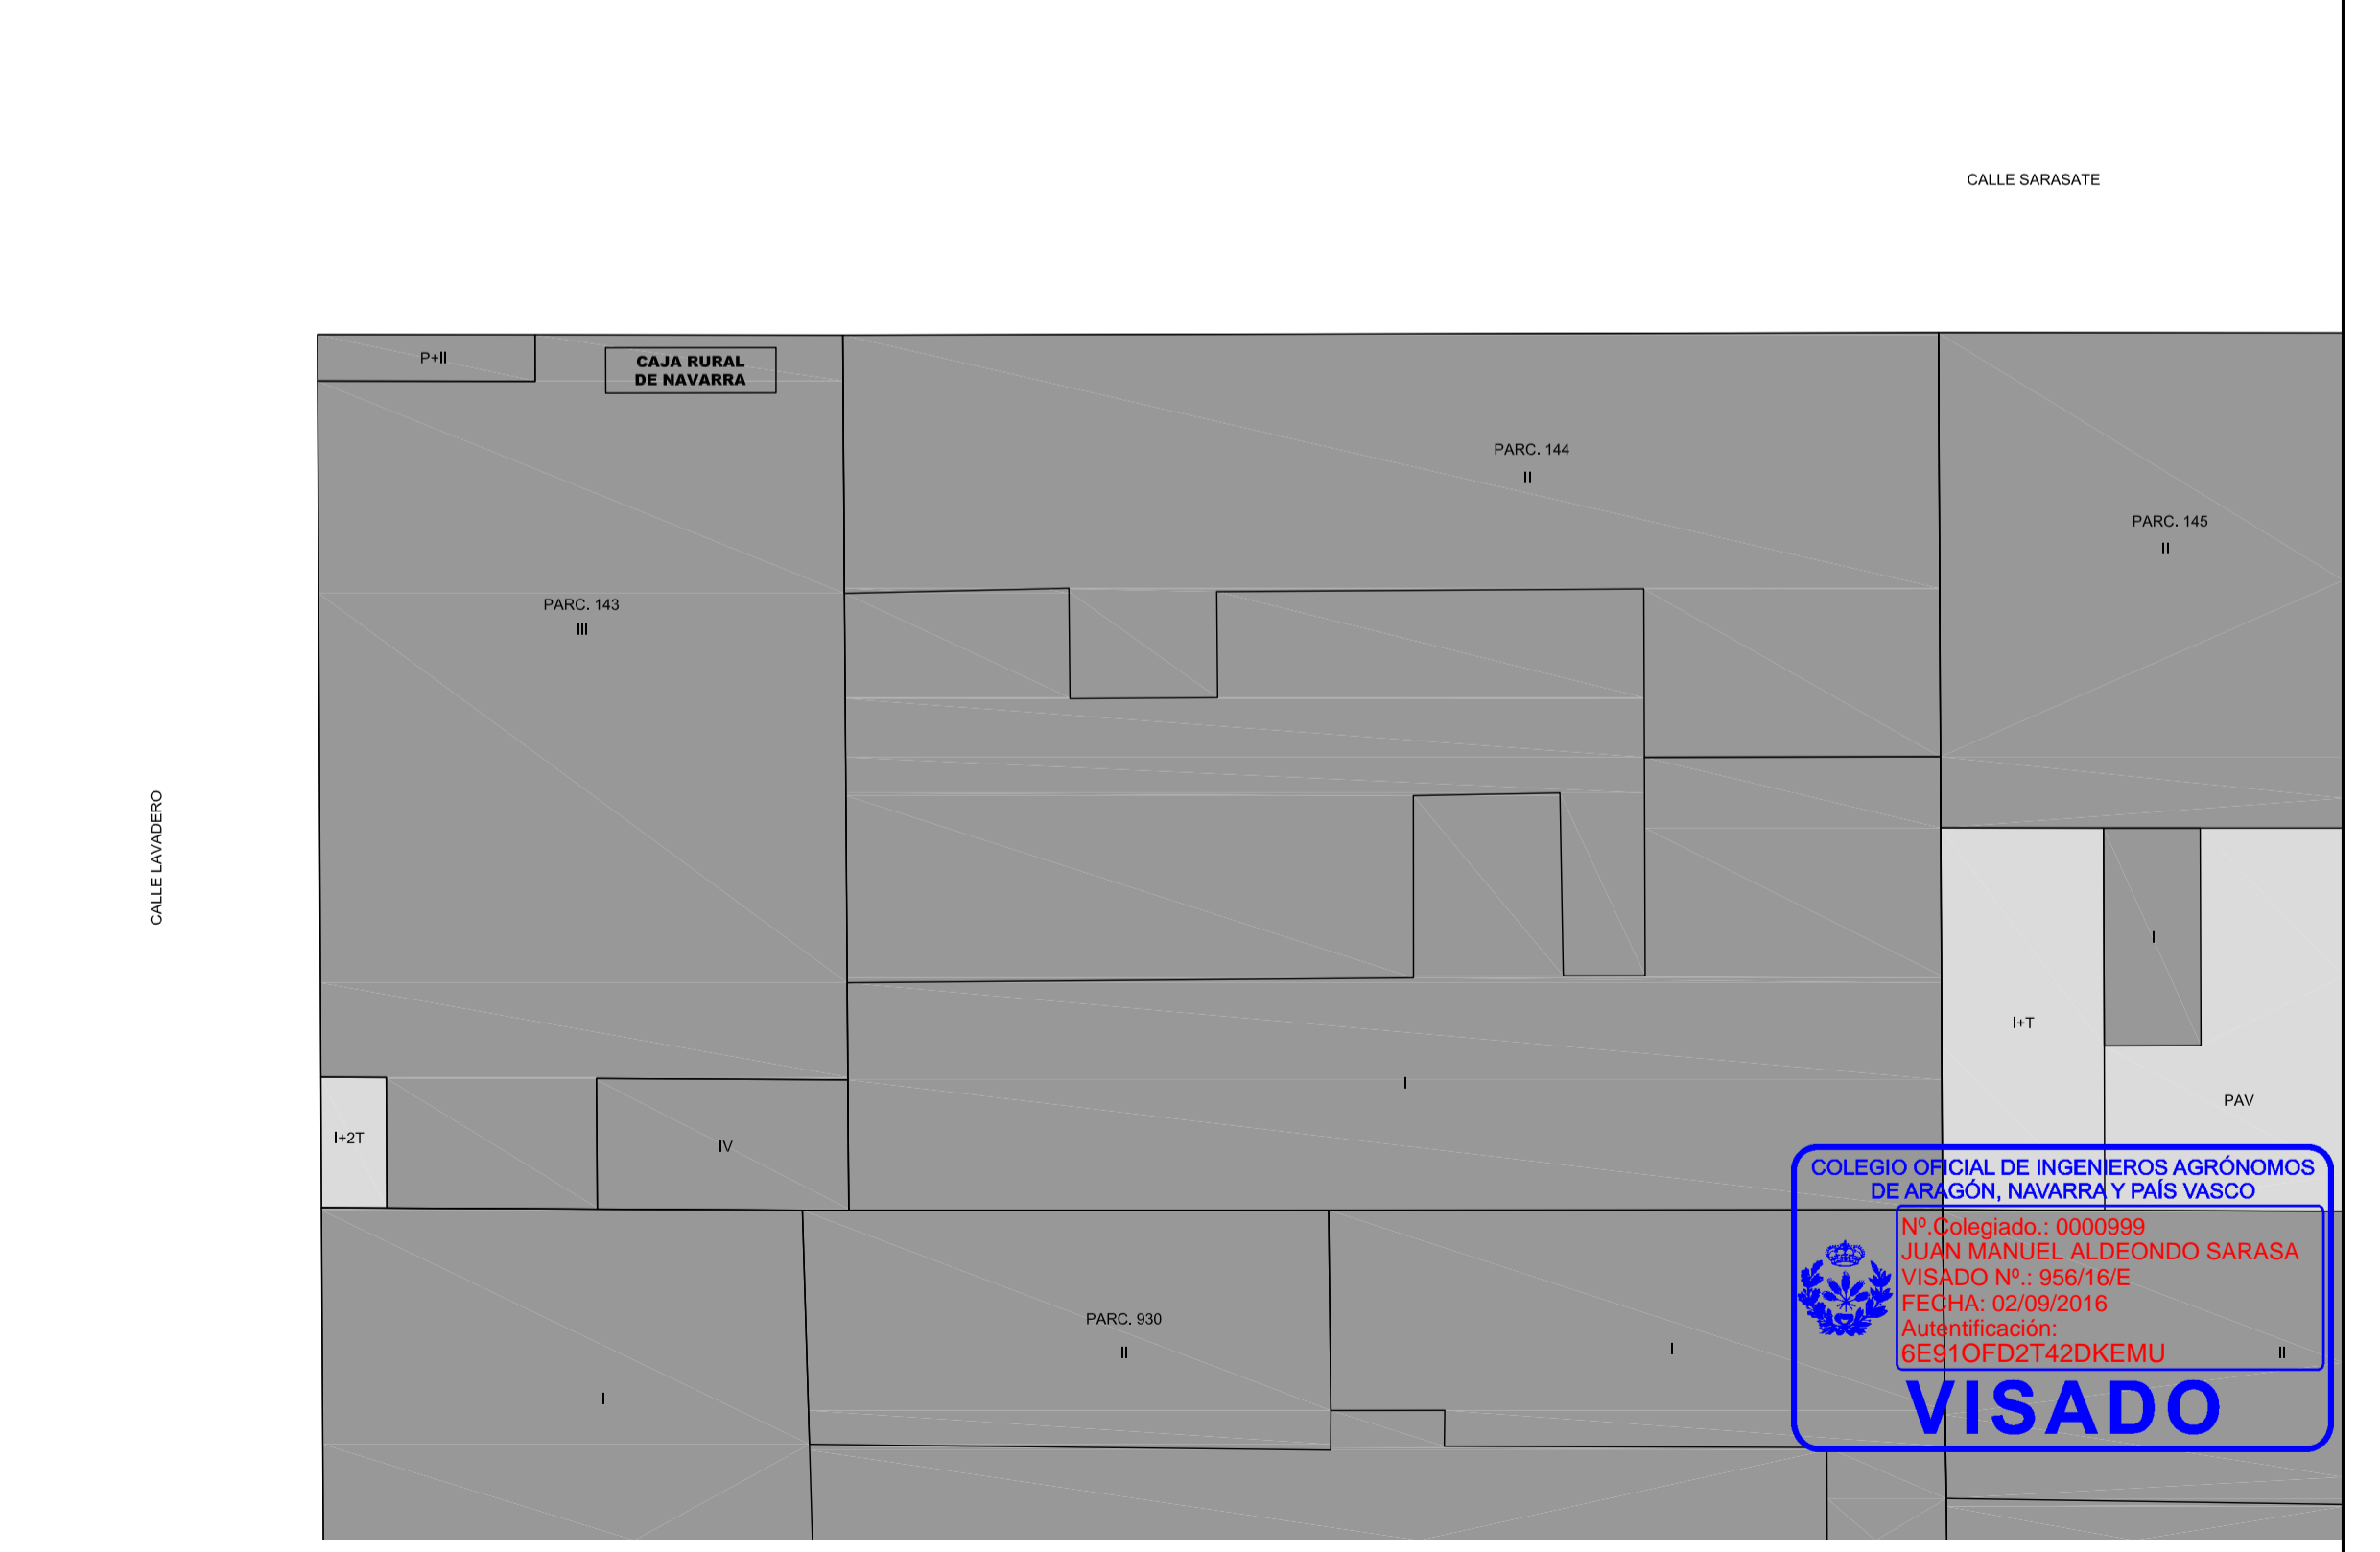 CALLE SARASATE
P+II
CAJA RURAL
DE NAVARRA
PARC. 144
II
PARC. 145
II
PARC. 143
III
CALLE LAVADERO
I
I+T
I
PAV
I+2T
IV
COLEGIO OFICIAL DE INGENIEROS AGRÓNOMOS
DE ARAGÓN, NAVARRA Y PAÍS VASCO
Nº.Colegiado.: 0000999
JUAN MANUEL ALDEONDO SARASA
VISADO Nº.: 956/16/E
FECHA: 02/09/2016
Autentificación:
6E91OFD2T42DKEMU
VISADO
PARC. 930
II
I
II
I